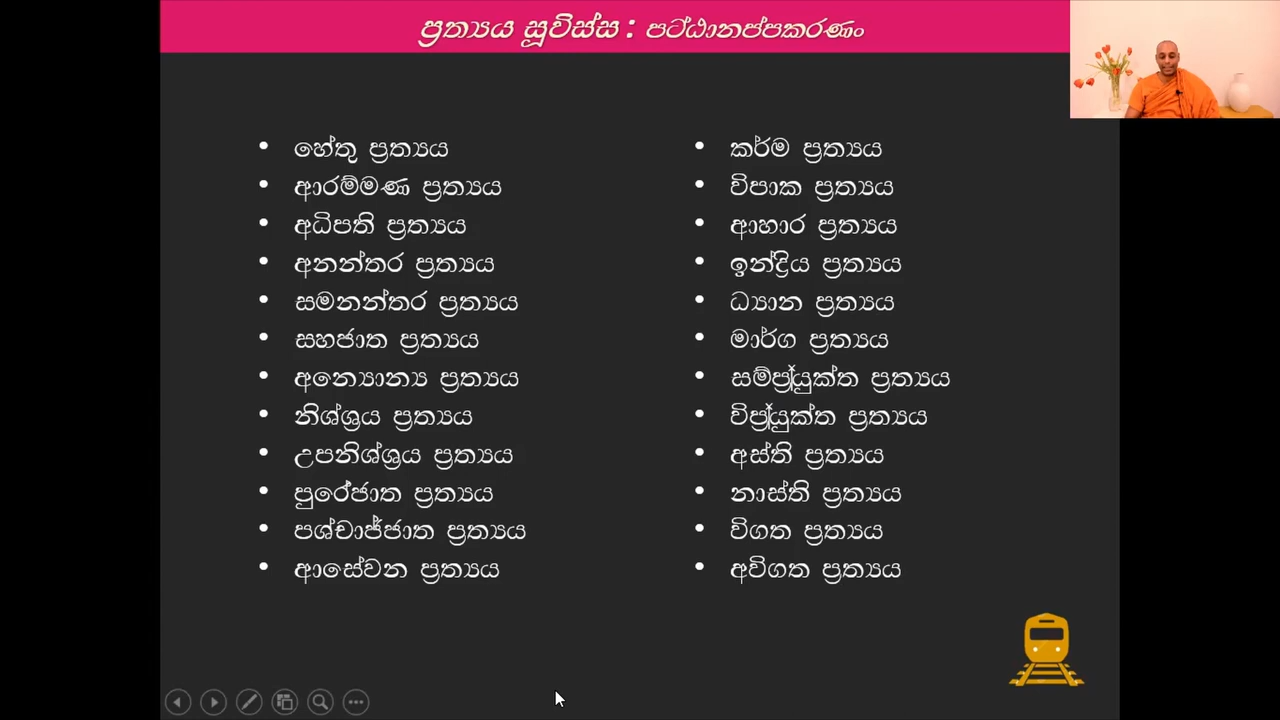 ප්‍රත්‍යය සූවිස්ස : පට්ඨානප්පකරණං
හේතු ප්‍රත්‍යය
ආරම්මණ ප්‍රත්‍යය
අධිපති ප්‍රත්‍යය
අනන්තර ප්‍රත්‍යය
සමනන්තර ප්‍රත්‍යය
සහජාත ප්‍රත්‍යය
අන්‍යොන්‍ය ප්‍රත්‍යය
නිශ්ශ්‍රය ප්‍රත්‍යය
උපනිශ්ශ්‍රය ප්‍රත්‍යය
පුරේජාත ප්‍රත්‍යය
පශ්චාජ්ජාත ප්‍රත්‍යය
ආසේවන ප්‍රත්‍යය
කර්ම ප්‍රත්‍යය
විපාක ප්‍රත්‍යය
ආහාර ප්‍රත්‍යය
ඉන්ද්‍රිය ප්‍රත්‍යය
ධ්‍යාන ප්‍රත්‍යය
මාර්ග ප්‍රත්‍යය
ප්‍රත්‍යය
ප්‍රත්‍යය
අස්ති ප්‍රත්‍යය
නාස්ති ප්‍රත්‍යය
විගත ප්‍රත්‍යය
අවිගත ප්‍රත්‍යය